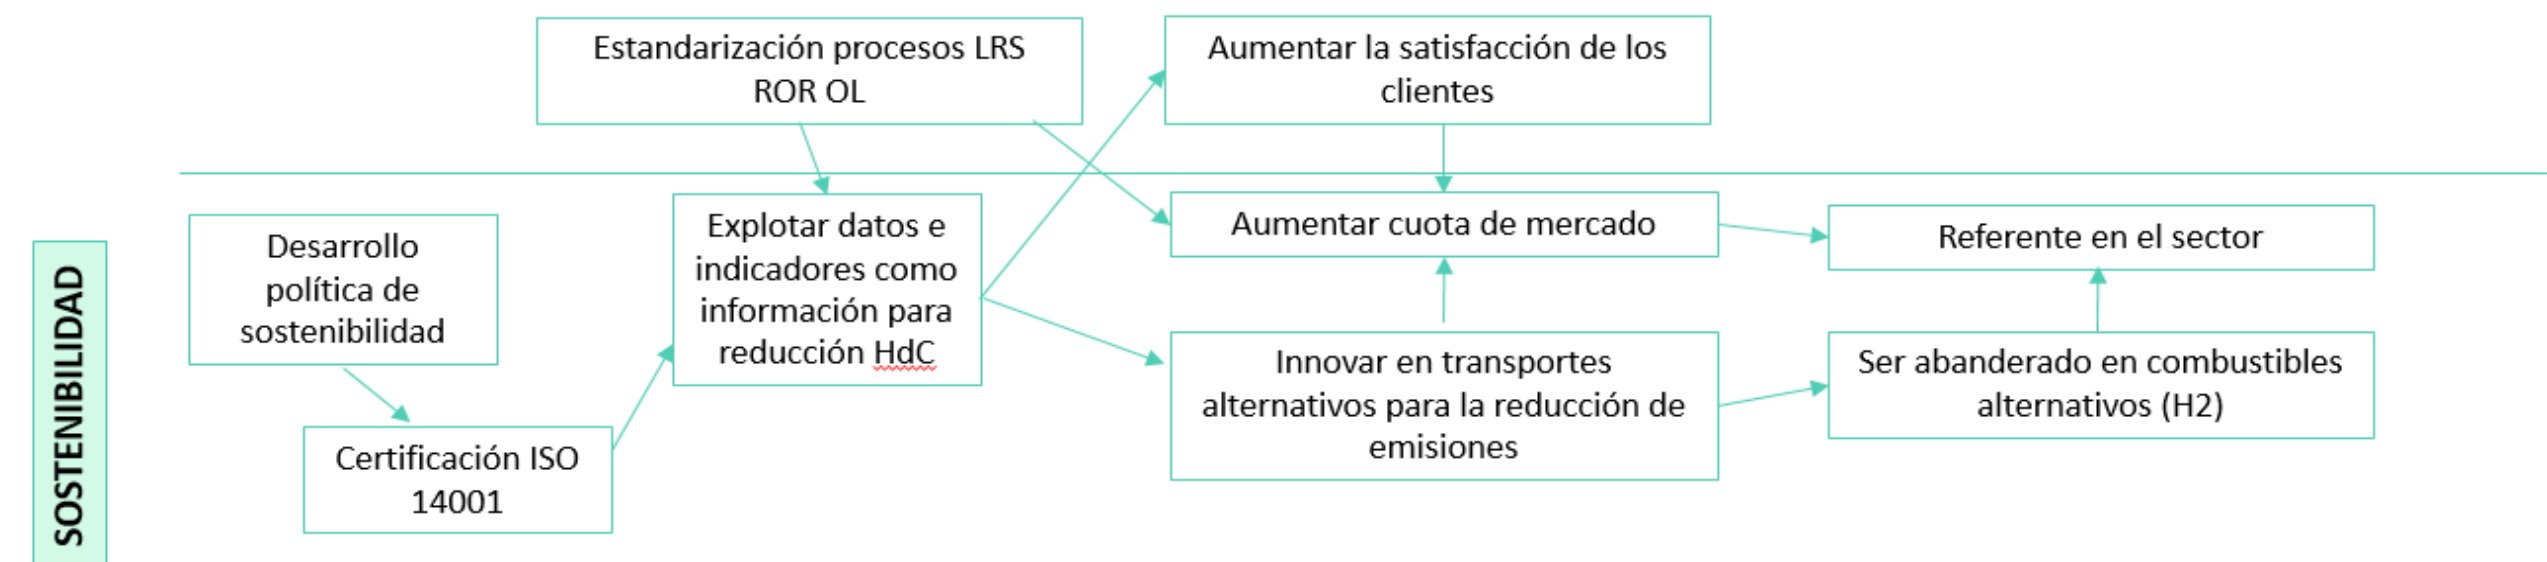 Estandarización procesos LRS
ROR OL
Aumentar la satisfacción de los
clientes
SOSTENIBILIDAD
Desarrollo
política de
sostenibilidad
Certificación ISO
14001
Explotar datos e
indicadores como
información para
reducción HdC
Aumentar cuota de mercado
Innovar en transportes
alternativos para la reducción de
emisiones
Referente en el sector
Ser abanderado en combustibles
alternativos (H2)